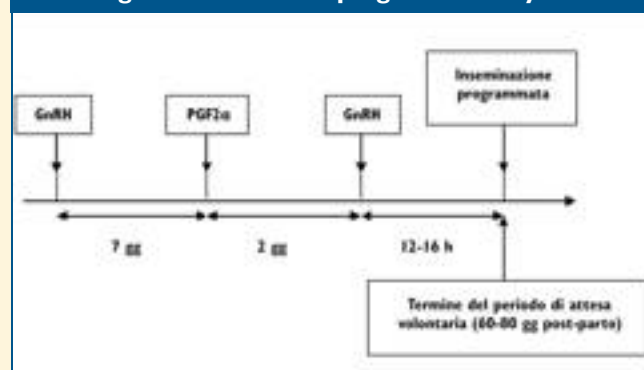 Inseminazione
programmata
GnRH
PGF2α
GnRH
7 gg
2 gg
12-16 h
Termine del periodo di attesa
volontaria (60-80 gg post-parto)